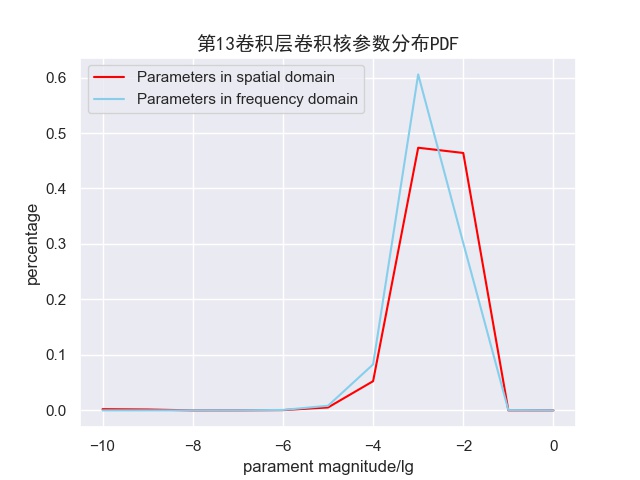 第13卷积层卷积核参数分布PDF
Parameters in spatial domain
Parameters in frequency domain
percentage
0.6
0.5
0.4
0.3
0.2
0.1
0.0
−10 −8 −6 −4 −2 0
parament magnitude/lg